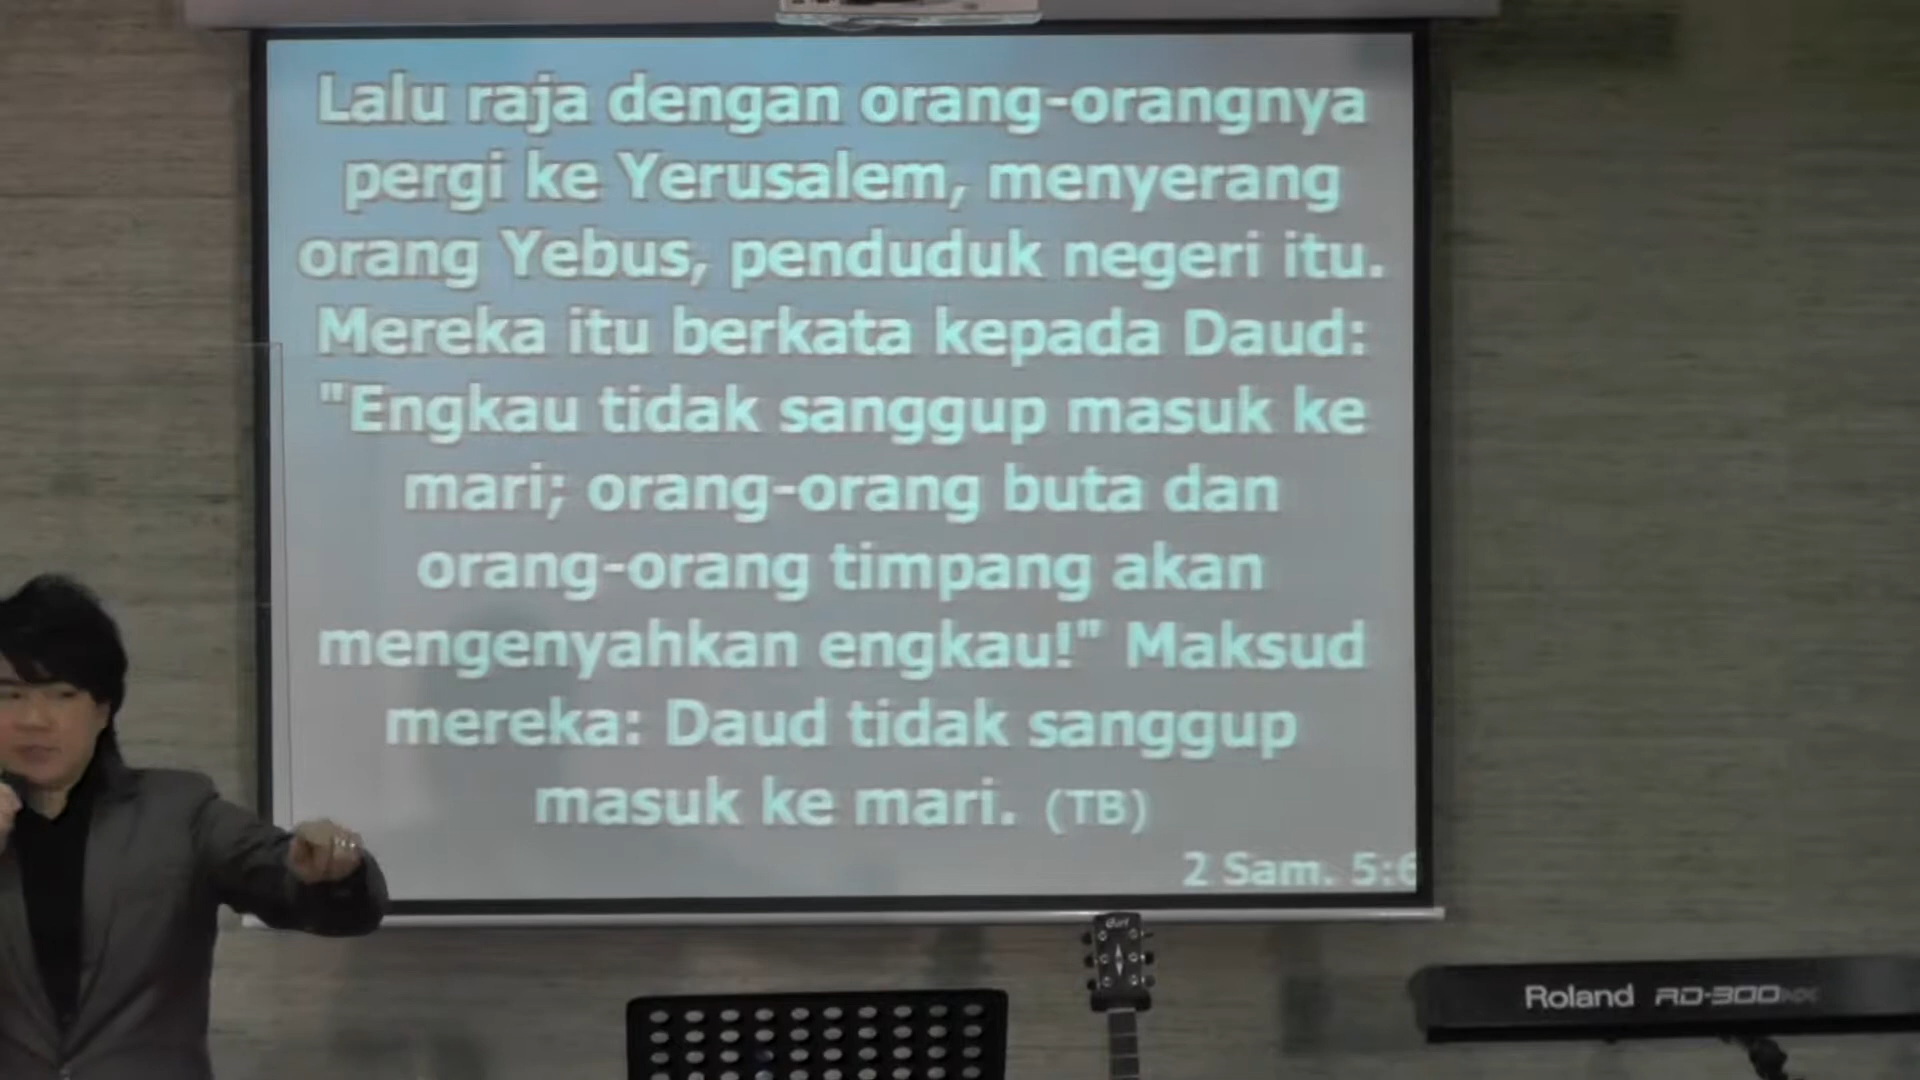 Lalu raja dengan orang-orangnya
pergi ke Yerusalem, menyerang
orang Yebus, penduduk negeri itu.
Mereka itu berkata kepada Daud:
"Engkau tidak sanggup masuk ke
mari; orang-orang buta dan
orang-orang timpang akan
mengenyahkan engkau!" Maksud
mereka: Daud tidak sanggup
masuk ke mari. (TB)
2 Sam. 5:6
Cort
Roland RD-300NX